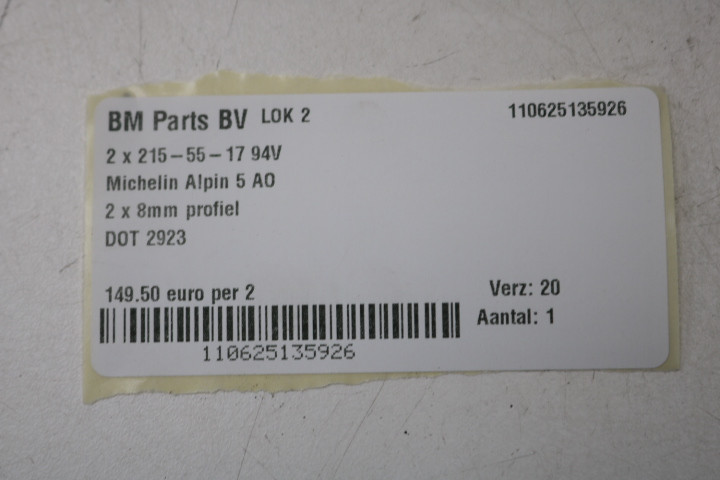 BM Parts BV LOK 2 110625135926
2 x 215-55-17 94V
Michelin Alpin 5 AO
2 x 8mm profiel
DOT 2923
149.50 euro per 2 Verz: 20
Aantal: 1
110625135926